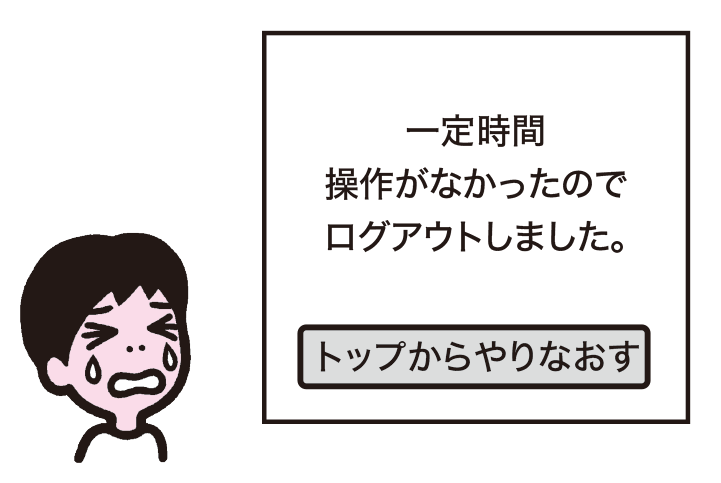 一定時間
操作がなかったので
ログアウトしました。
トップからやりなおす